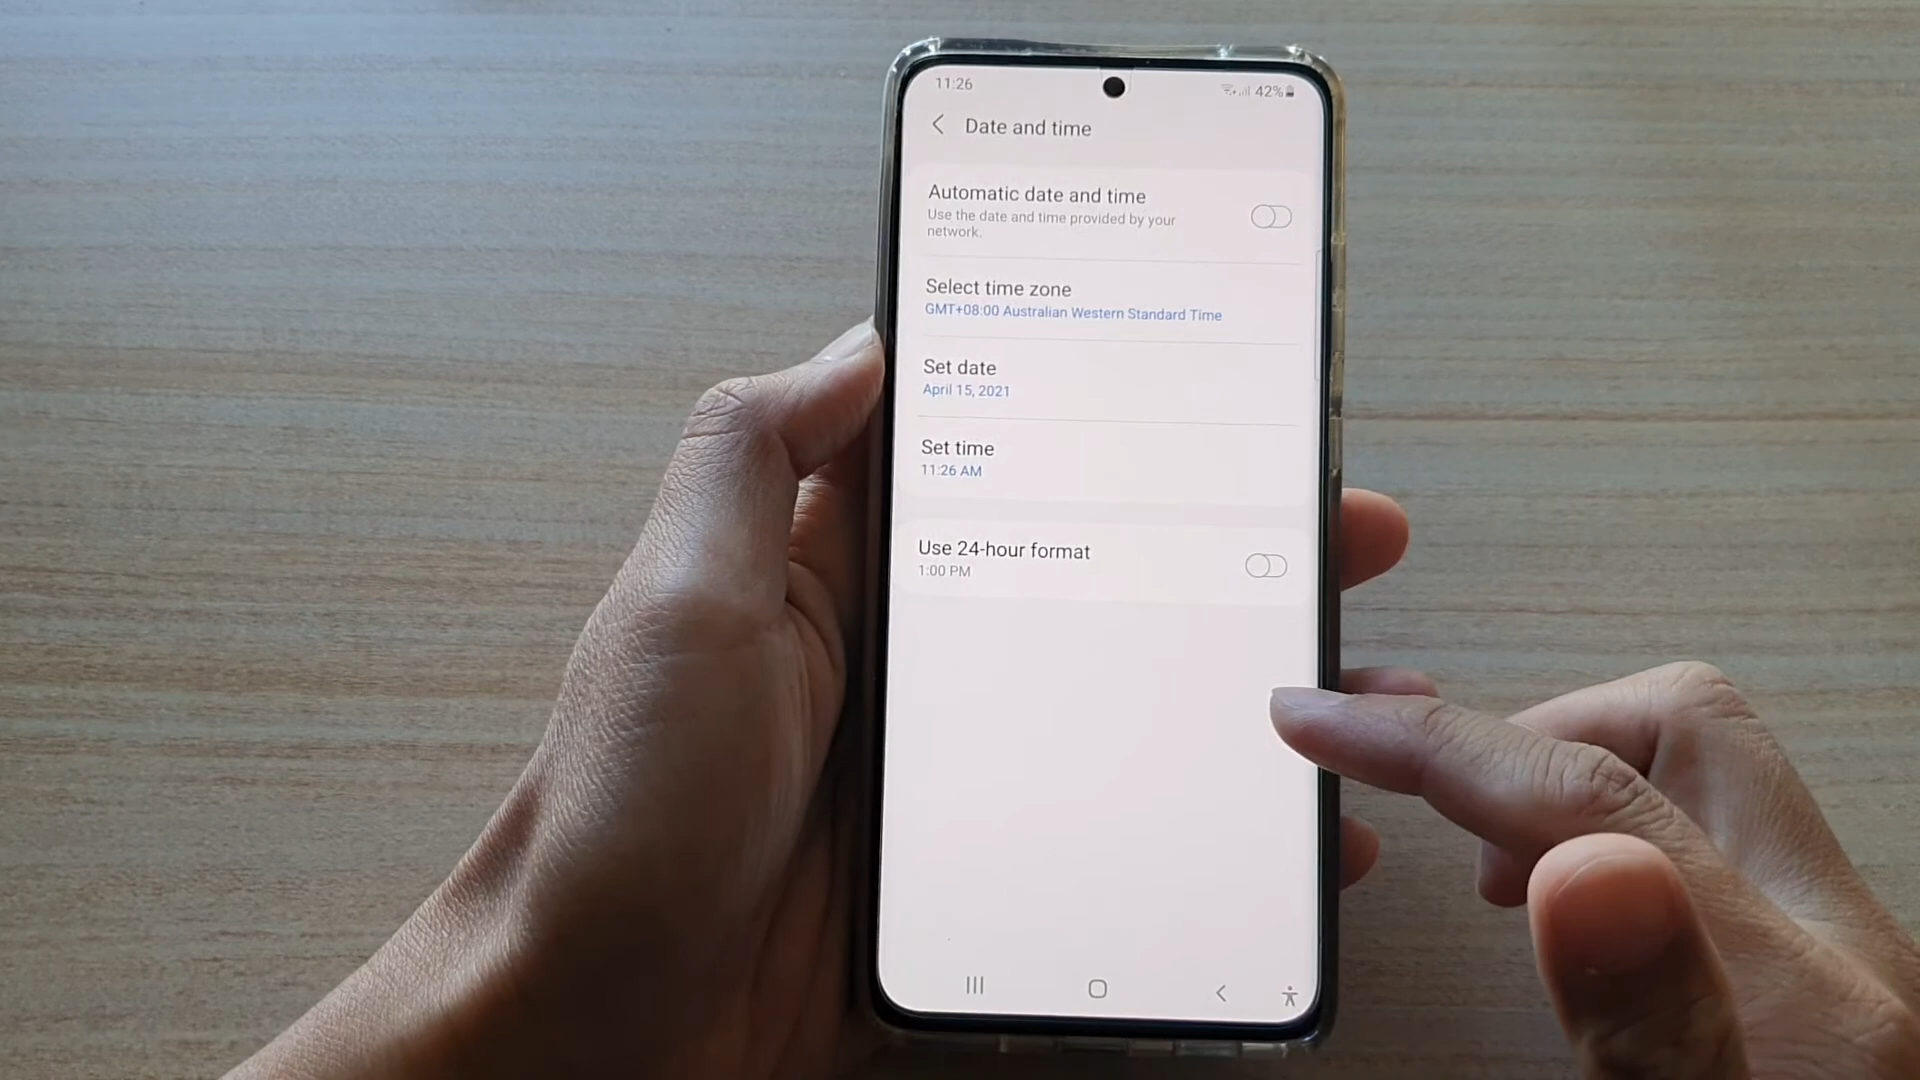 11:26
42%
Date and time
Automatic date and time
Use the date and time provided by your
network.
Select time zone
GMT+08:00 Australian Western Standard Time
Set date
April 15, 2021
Set time
11:26 AM
Use 24-hour format
1:00 PM